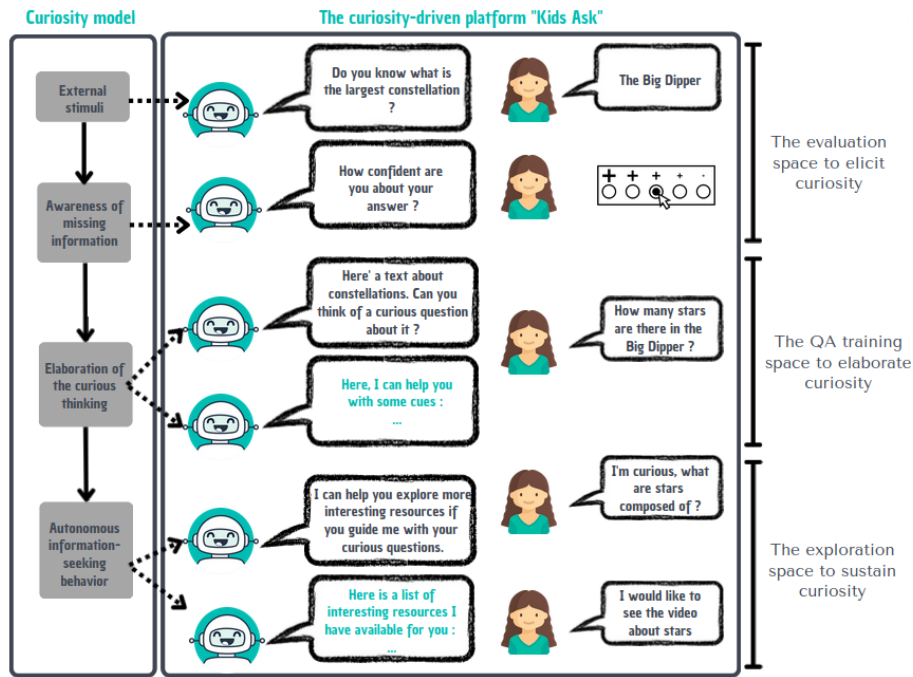 Curiosity model
The curiosity-driven platform "Kids Ask"
External
stimuli
Do you know what is
the largest constellation
?
The Big Dipper
Awareness of
missing
information
How confident are
you about your
answer ?
+ + + + ·
The evaluation
space to elicit
curiosity
Elaboration of
the curious
thinking
Here' a text about
constellations. Can you
think of a curious question
about it ?
How many stars
are there in the
Big Dipper ?
Here, I can help you
with some cues :
...
The QA training
space to elaborate
curiosity
Autonomous
information-
seeking
behavior
I can help you explore more
interesting resources if
you guide me with your
curious questions.
I'm curious, what
are stars
composed of ?
Here is a list of
interesting resources I
have available for you :
...
I would like to
see the video
about stars
The exploration
space to sustain
curiosity